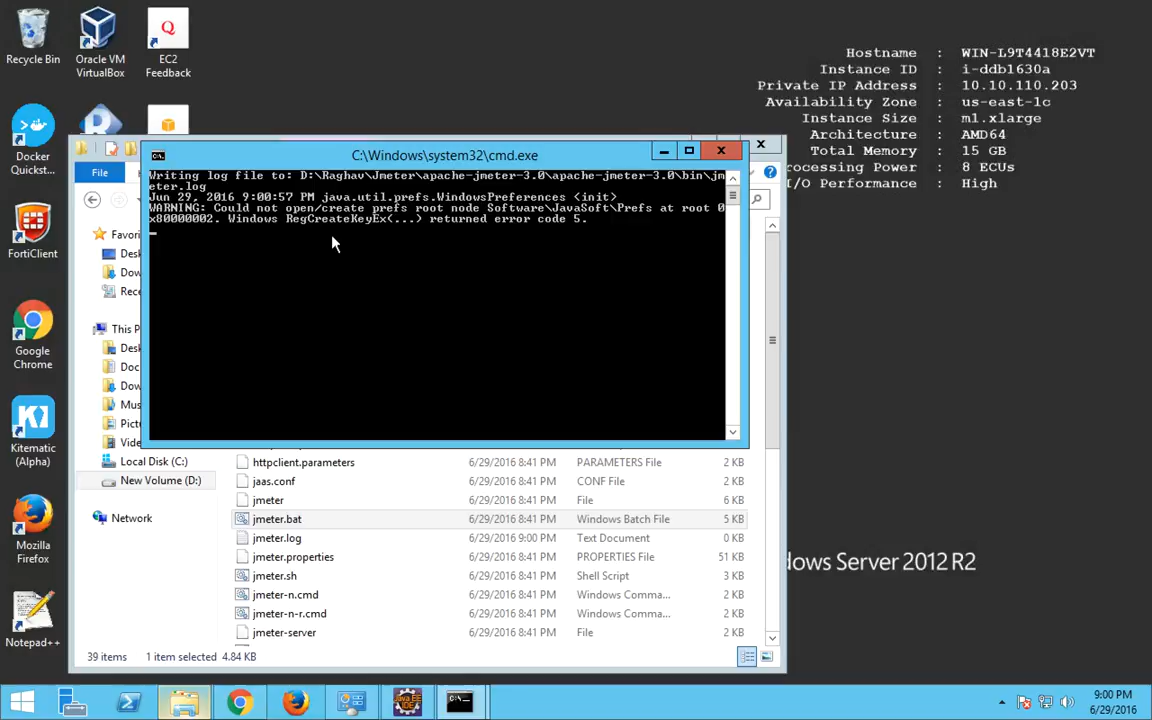 Recycle Bin
Oracle VM
VirtualBox
EC2
Feedback
Docker
Quickstar...
FortiClient
Google
Chrome
Kitematic
(Alpha)
Mozilla
Firefox
Notepad++
Hostname : WIN-L9T4418E2VT
Instance ID : i-ddb1630a
Private IP Address : 10.10.110.203
Availability Zone : us-east-1c
Instance Size : m1.xlarge
Architecture : AMD64
Total Memory : 15 GB
rocessing Power : 8 ECUs
I/O Performance : High
C:\Windows\system32\cmd.exe
Writing log file to: D:\Raghav\Jmeter\apache-jmeter-3.0\apache-jmeter-3.0\bin\jm
eter.log
Jun 29, 2016 9:00:57 PM java.util.prefs.WindowsPreferences <init>
WARNING: Could not open/create prefs root node Software\JavaSoft\Prefs at root 0
x80000002. Windows RegCreateKeyEx(...) returned error code 5.
File
Favori
Desk
Dow
Rece
This P
Desk
Doc
Dow
Mus
Pict
Vide
Local Disk (C:)
New Volume (D:)
Network
httpclient.parameters 6/29/2016 8:41 PM PARAMETERS File 2 KB
jaas.conf 6/29/2016 8:41 PM CONF File 2 KB
jmeter 6/29/2016 8:41 PM File 6 KB
jmeter.bat 6/29/2016 8:41 PM Windows Batch File 5 KB
jmeter.log 6/29/2016 9:00 PM Text Document 0 KB
jmeter.properties 6/29/2016 8:41 PM PROPERTIES File 51 KB
jmeter.sh 6/29/2016 8:41 PM Shell Script 3 KB
jmeter-n.cmd 6/29/2016 8:41 PM Windows Comma... 2 KB
jmeter-n-r.cmd 6/29/2016 8:41 PM Windows Comma... 2 KB
jmeter-server 6/29/2016 8:41 PM File 2 KB
39 items 1 item selected 4.84 KB
dows Server 2012 R2
Java EE
IDE
9:00 PM
6/29/2016